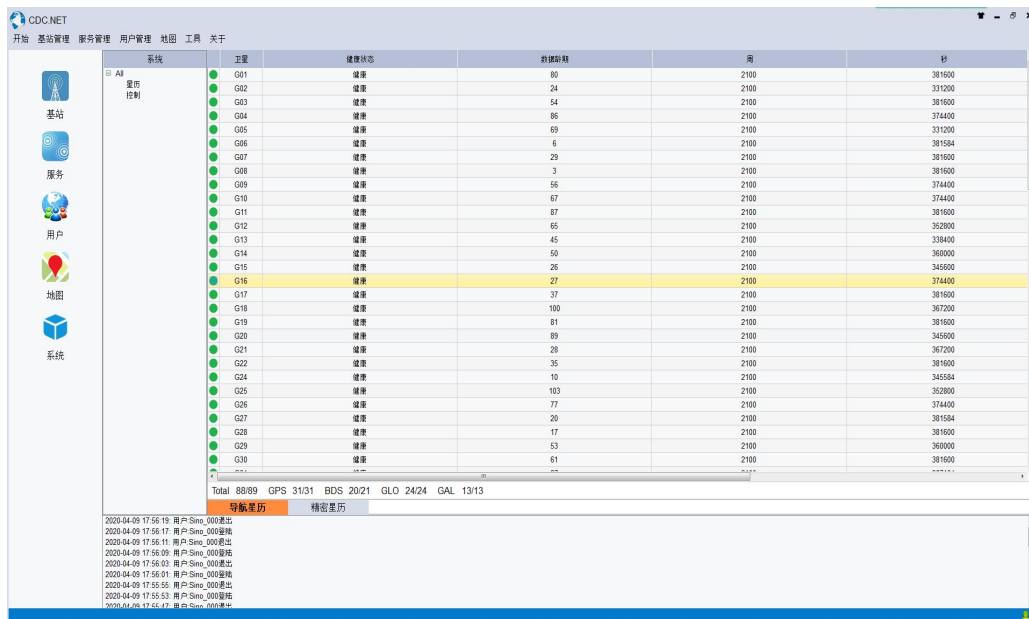 CDC.NET
开始 基站管理 服务管理 用户管理 地图 工具 关于
基站
服务
用户
地图
系统
系统
All
星历
控制
卫星 健康状态 数据龄期 周 秒
G01 健康 80 2100 381600
G02 健康 24 2100 331200
G03 健康 54 2100 381600
G04 健康 86 2100 374400
G05 健康 69 2100 331200
G06 健康 6 2100 381584
G07 健康 29 2100 381600
G08 健康 3 2100 381600
G09 健康 56 2100 374400
G10 健康 67 2100 374400
G11 健康 87 2100 381600
G12 健康 65 2100 352800
G13 健康 45 2100 338400
G14 健康 50 2100 360000
G15 健康 26 2100 345600
G16 健康 27 2100 374400
G17 健康 37 2100 381600
G18 健康 100 2100 367200
G19 健康 81 2100 381600
G20 健康 89 2100 345600
G21 健康 28 2100 367200
G22 健康 35 2100 381600
G24 健康 10 2100 345584
G25 健康 103 2100 352800
G26 健康 77 2100 374400
G27 健康 20 2100 381584
G28 健康 17 2100 381600
G29 健康 53 2100 360000
G30 健康 61 2100 381600
Total 88/89 GPS 31/31 BDS 20/21 GLO 24/24 GAL 13/13
导航星历 精密星历
2020-04-09 17:56:19: 用户:Sino_000退出
2020-04-09 17:56:17: 用户:Sino_000登陆
2020-04-09 17:56:11: 用户:Sino_000退出
2020-04-09 17:56:09: 用户:Sino_000登陆
2020-04-09 17:56:03: 用户:Sino_000退出
2020-04-09 17:56:01: 用户:Sino_000登陆
2020-04-09 17:55:55: 用户:Sino_000退出
2020-04-09 17:55:53: 用户:Sino_000登陆
2020-04-09 17:55:47: 用户:Sino_000退出